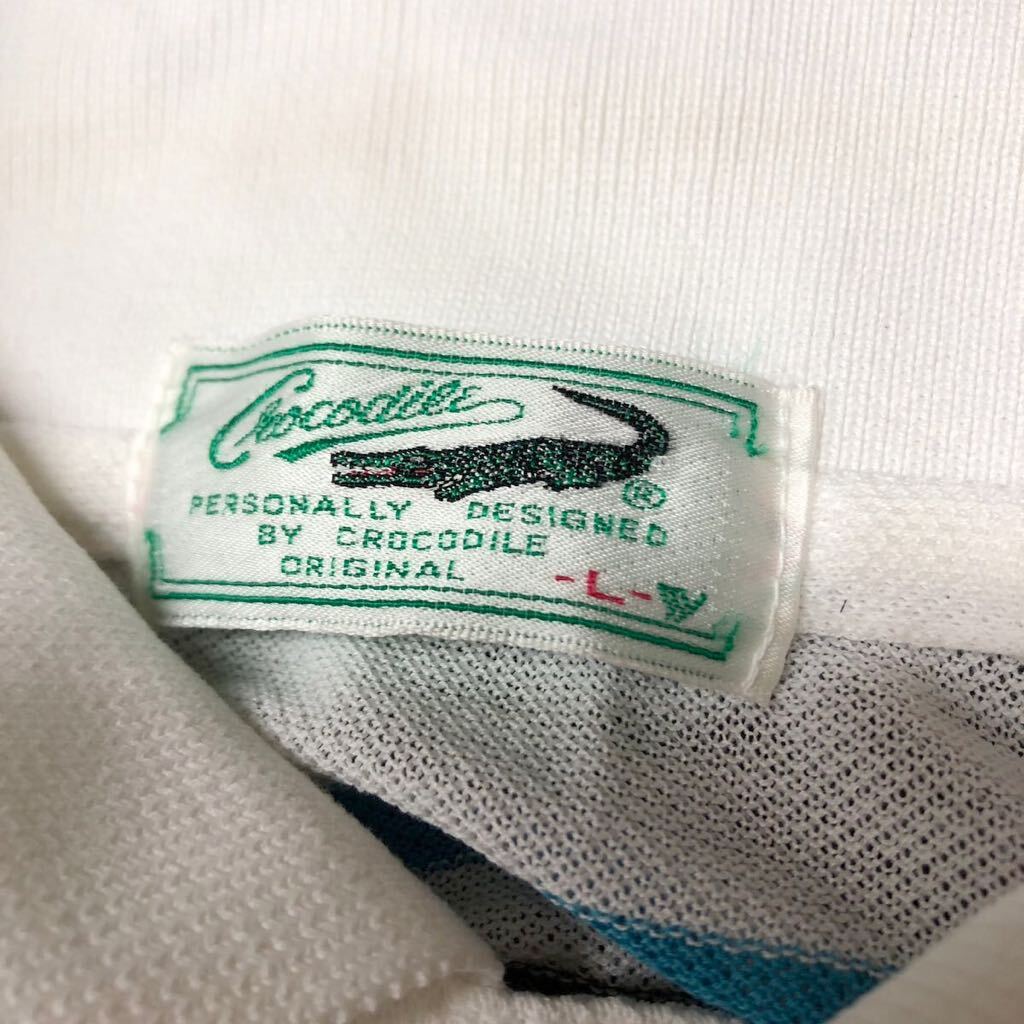 Crocodile
®
PERSONALLY DESIGNED
BY CROCODILE
ORIGINAL
-L-